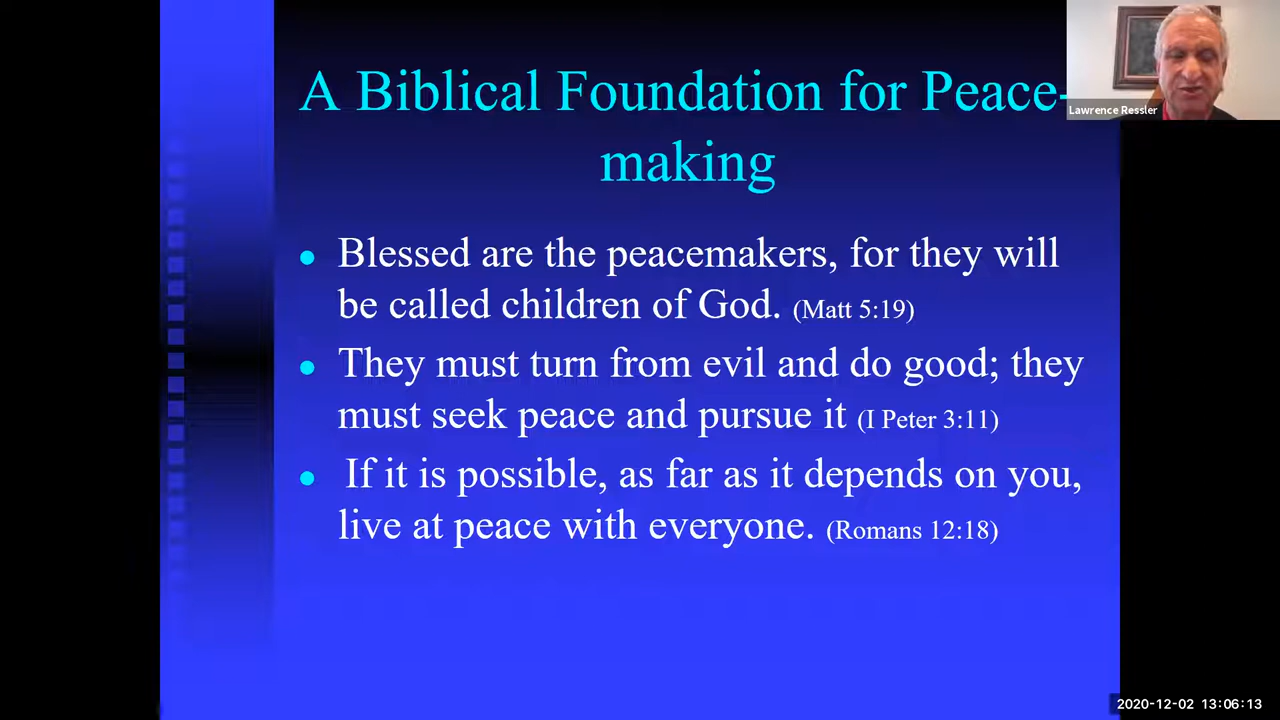 A Biblical Foundation for Peace-
making
Lawrence Ressler
• Blessed are the peacemakers, for they will
be called children of God. (Matt 5:19)
• They must turn from evil and do good; they
must seek peace and pursue it (I Peter 3:11)
• If it is possible, as far as it depends on you,
live at peace with everyone. (Romans 12:18)
2020-12-02 13:06:13